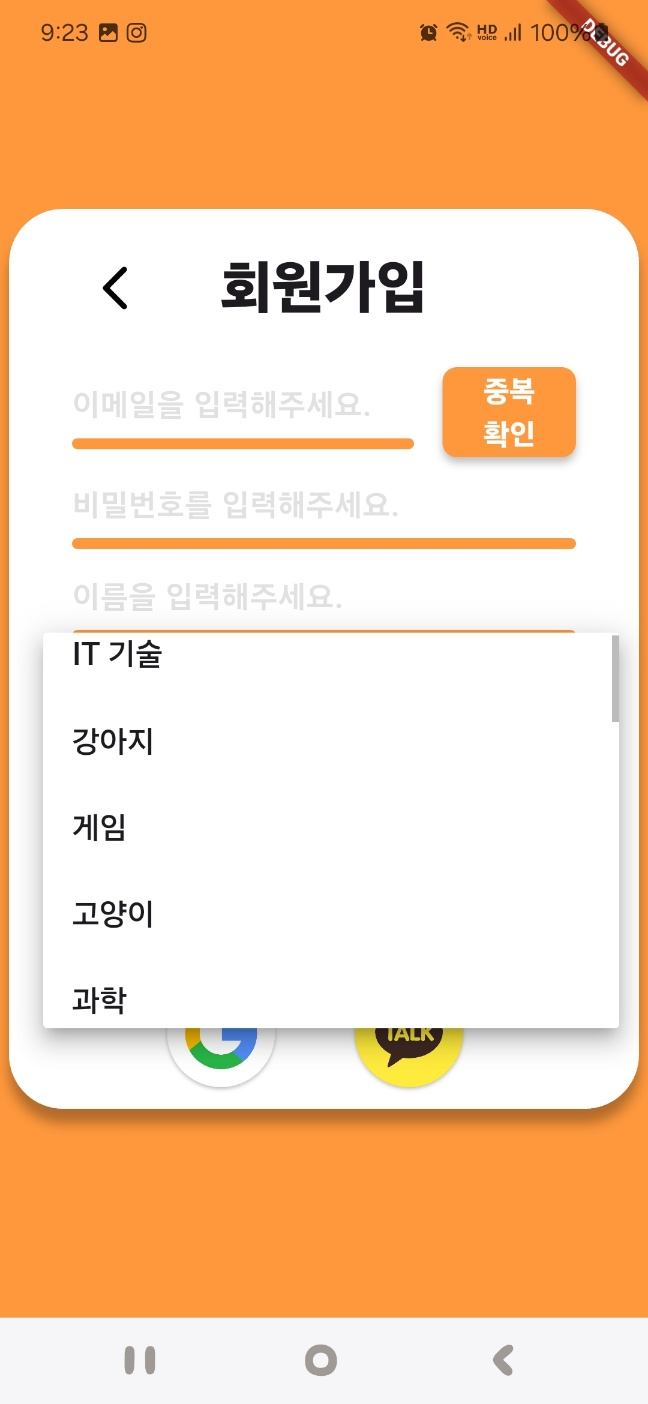 9:23 HD voice 100%
DEBUG
회원가입
이메일을 입력해주세요.
중복
확인
비밀번호를 입력해주세요.
이름을 입력해주세요.
IT 기술
강아지
게임
고양이
과학
TALK